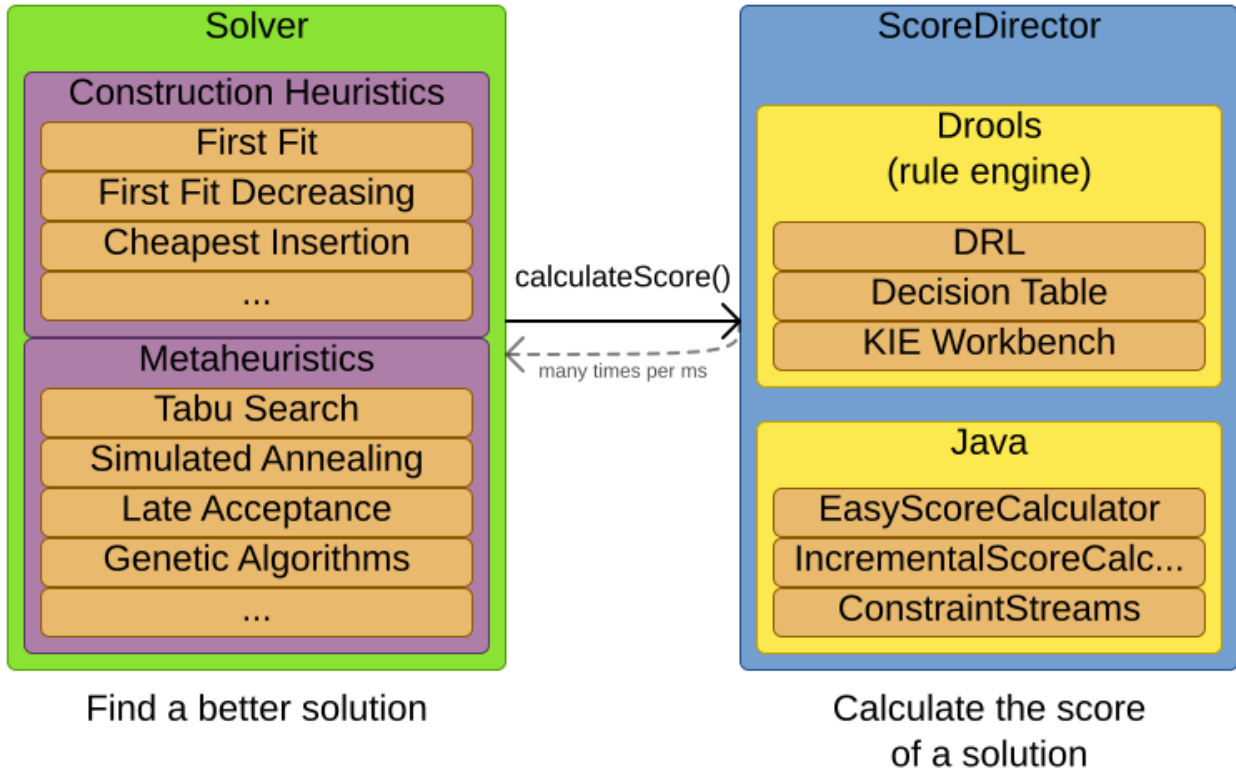 Solver
Construction Heuristics
First Fit
First Fit Decreasing
Cheapest Insertion
...
Metaheuristics
Tabu Search
Simulated Annealing
Late Acceptance
Genetic Algorithms
...
Find a better solution
calculateScore()
many times per ms
ScoreDirector
Drools
(rule engine)
DRL
Decision Table
KIE Workbench
Java
EasyScoreCalculator
IncrementalScoreCalc...
ConstraintStreams
Calculate the score
of a solution